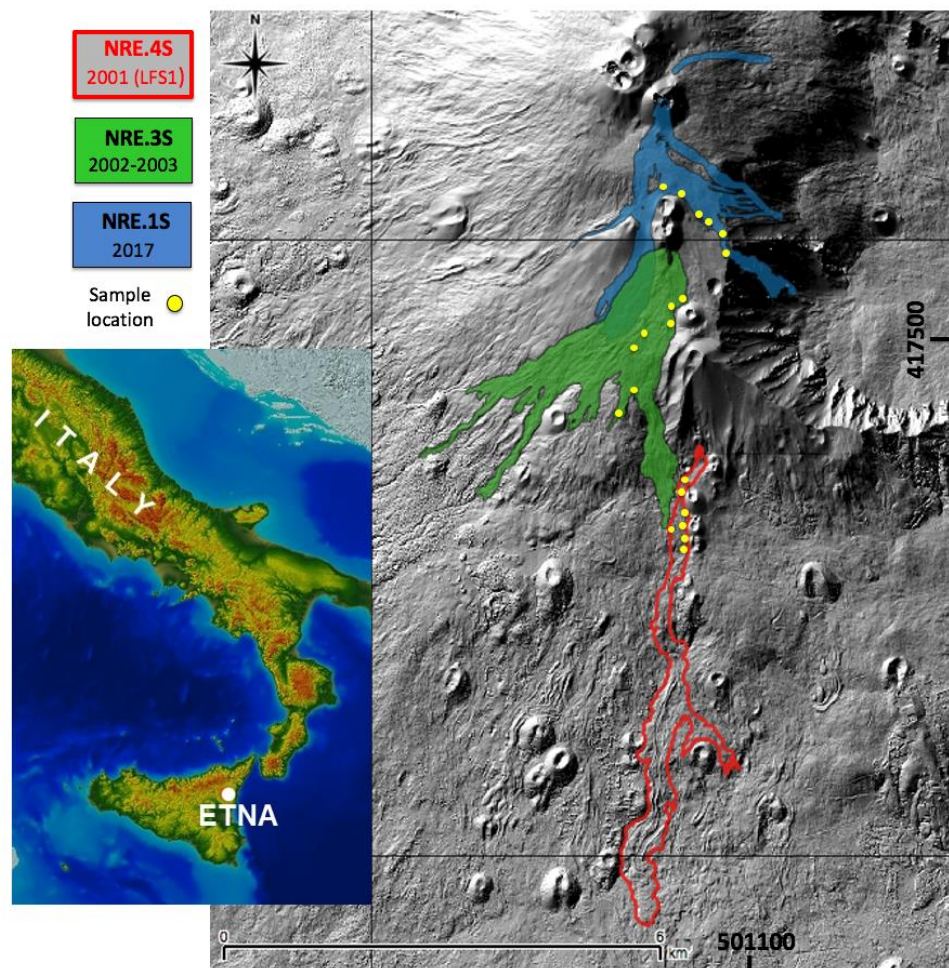 NRE.4S
2001 (LFS1)
NRE.3S
2002-2003
NRE.1S
2017
Sample
location
N
417500
ITALY
ETNA
0
6
km
501100